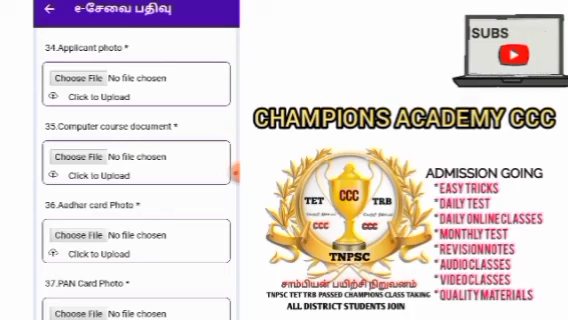 e-சேவை பதிவு
34.Applicant photo *
Choose File No file chosen
Click to Upload
35.Computer course document *
Choose File No file chosen
Click to Upload
36.Aadhar card Photo *
Choose File No file chosen
Click to Upload
37.PAN Card Photo *
Choose File No file chosen
SUBS
CHAMPIONS ACADEMY CCC
TET
CCC
TRB
CCC
CCC
TNPSC
சாம்பியன் பயிற்சி நிறுவனம்
TNPSC TET TRB PASSED CHAMPIONS CLASS TAKING
ALL DISTRICT STUDENTS JOIN
ADMISSION GOING
*EASY TRICKS
*DAILY TEST
*DAILY ONLINE CLASSES
*MONTHLY TEST
*REVISION NOTES
*AUDIO CLASSES
*VIDEO CLASSES
*QUALITY MATERIALS